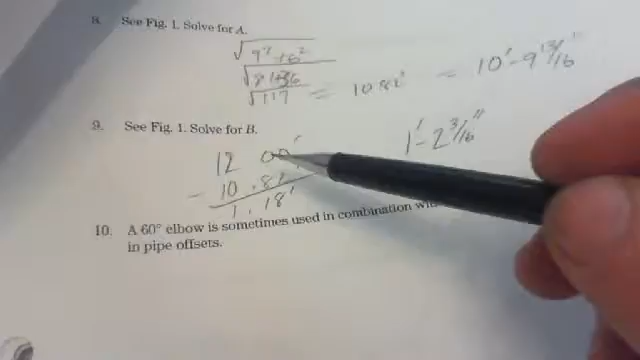 8. See Fig. 1. Solve for A.
√9² + 6²
√81+36
√117 = 10.82' = 10' - 9 13/16"
9. See Fig. 1. Solve for B.
12 00' 1' - 2 3/16"
- 10.82'
1.18'
10. A 60° elbow is sometimes used in combination
in pipe offsets.